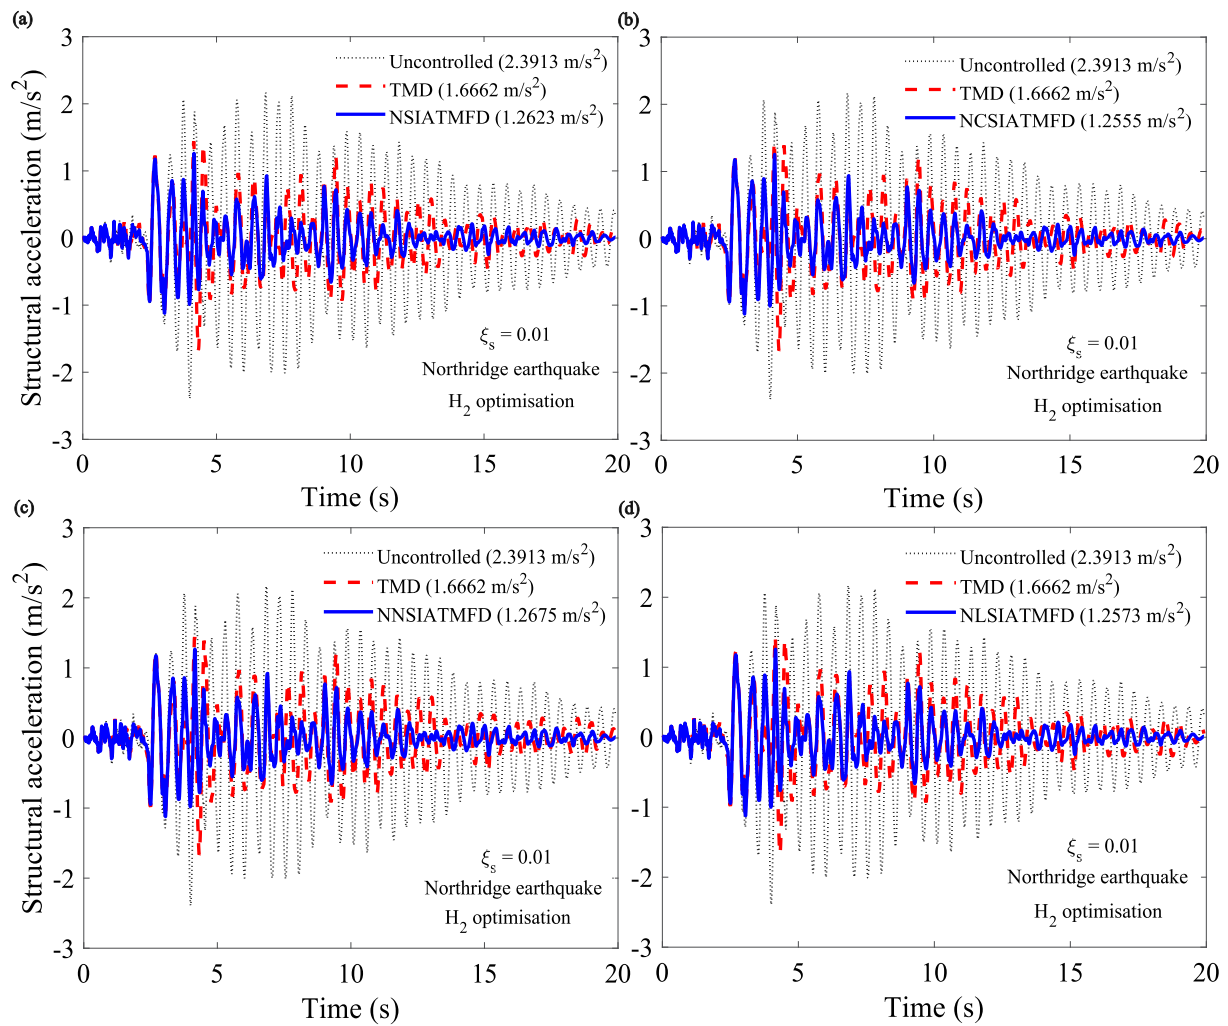 (a)
3
2
1
0
-1
-2
-3
Structural acceleration (m/s²)
Uncontrolled (2.3913 m/s²)
TMD (1.6662 m/s²)
NSIATMFD (1.2623 m/s²)
ξs = 0.01
Northridge earthquake
H2 optimisation
0 5 10 15 20
Time (s)
(b)
3
2
1
0
-1
-2
-3
Uncontrolled (2.3913 m/s²)
TMD (1.6662 m/s²)
NCSIATMFD (1.2555 m/s²)
ξs = 0.01
Northridge earthquake
H2 optimisation
0 5 10 15 20
Time (s)
(c)
3
2
1
0
-1
-2
-3
Structural acceleration (m/s²)
Uncontrolled (2.3913 m/s²)
TMD (1.6662 m/s²)
NNSIATMFD (1.2675 m/s²)
ξs = 0.01
Northridge earthquake
H2 optimisation
0 5 10 15 20
Time (s)
(d)
3
2
1
0
-1
-2
-3
Uncontrolled (2.3913 m/s²)
TMD (1.6662 m/s²)
NLSIATMFD (1.2573 m/s²)
ξs = 0.01
Northridge earthquake
H2 optimisation
0 5 10 15 20
Time (s)